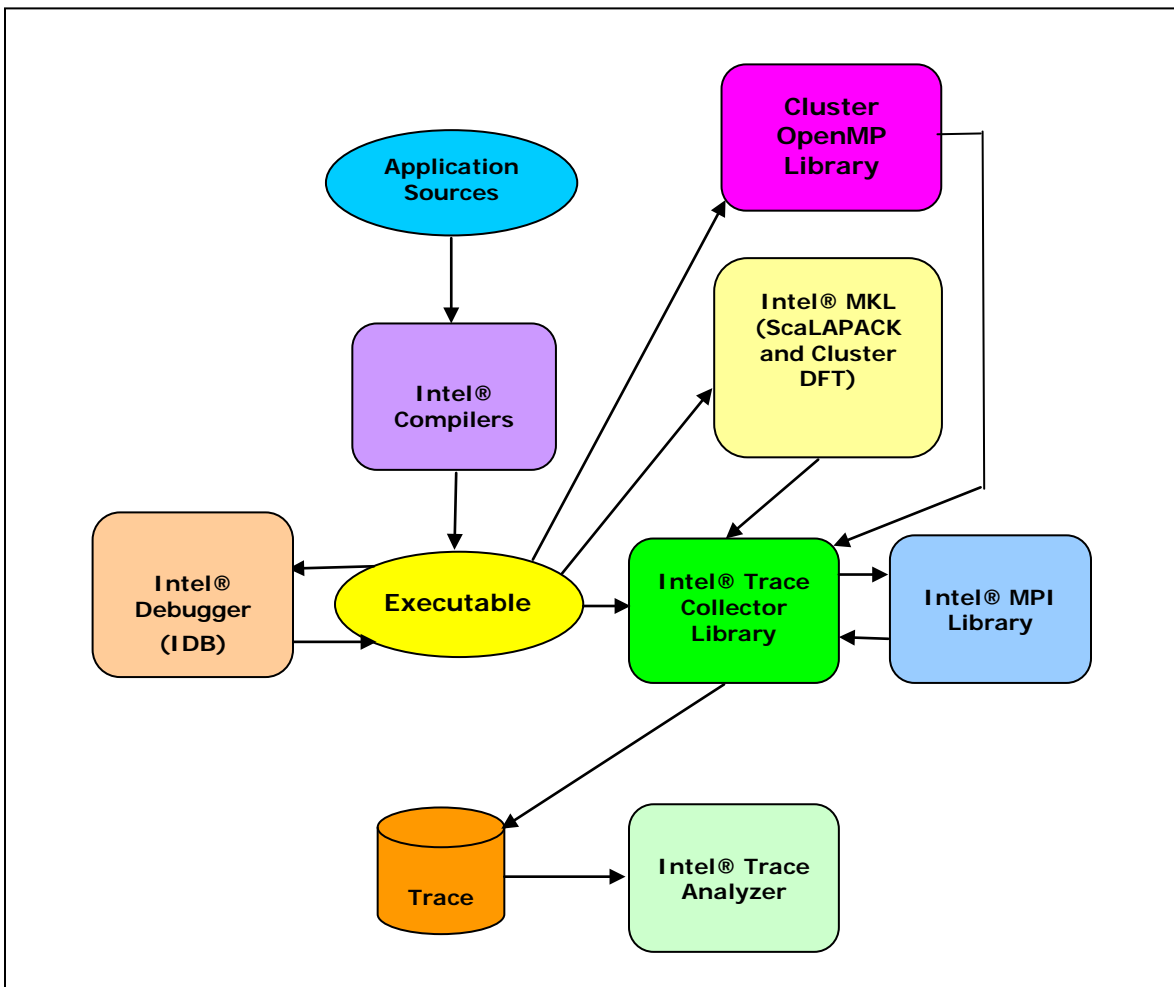 Cluster
OpenMP
Library
Application
Sources
Intel® MKL
(ScaLAPACK
and Cluster
DFT)
Intel®
Compilers
Intel®
Debugger
(IDB)
Executable
Intel® Trace
Collector
Library
Intel® MPI
Library
Trace
Intel® Trace
Analyzer